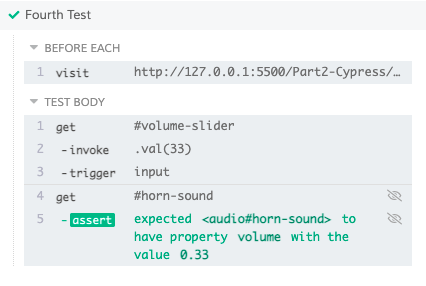 Fourth Test
BEFORE EACH
1 visit http://127.0.0.1:5500/Part2-Cypress/…
TEST BODY
1 get #volume-slider
2 -invoke .val(33)
3 -trigger input
4 get #horn-sound
5 -assert expected <audio#horn-sound> to
have property volume with the
value 0.33